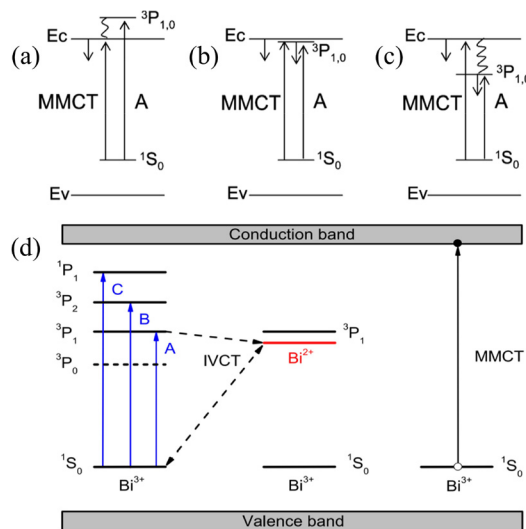 (a) Ec ³P₁,₀ MMCT A ¹S₀ Ev
(b) Ec ³P₁,₀ MMCT A ¹S₀ Ev
(c) Ec ³P₁,₀ MMCT A ¹S₀ Ev
(d)
Conduction band
¹P₁
C
³P₂
B
³P₁ A ³P₁
IVCT Bi²⁺ MMCT
³P₀
¹S₀ ¹S₀ ¹S₀
Bi³⁺ Bi³⁺ Bi³⁺
Valence band